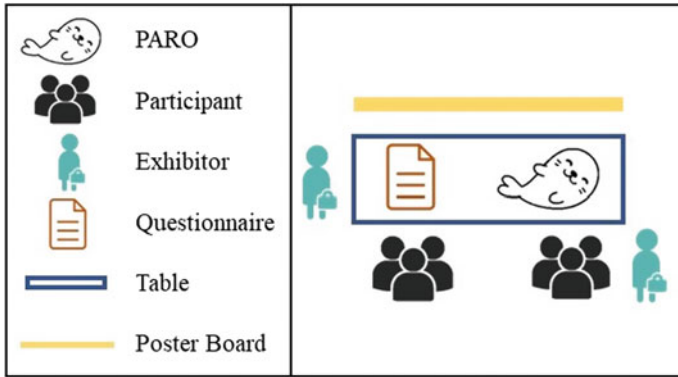 PARO
Participant
Exhibitor
Questionnaire
Table
Poster Board